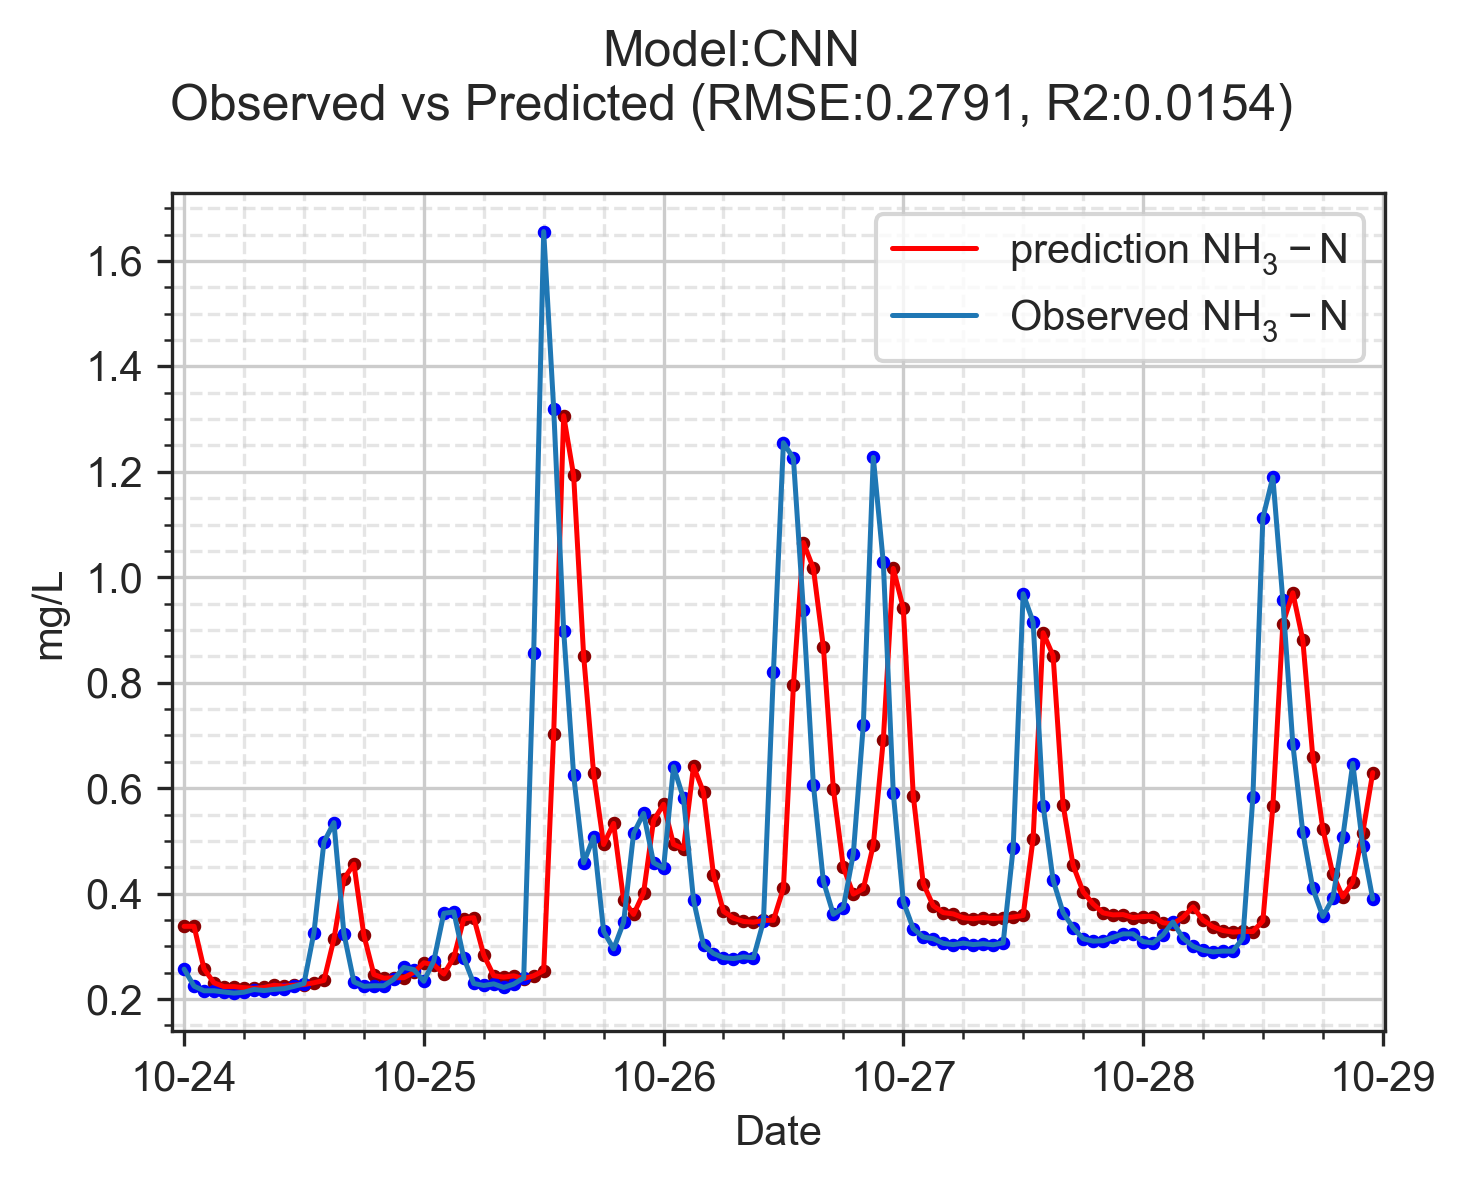 Model:CNN
Observed vs Predicted (RMSE:0.2791, R2:0.0154)
prediction NH₃ − N
Observed NH₃ − N
mg/L
1.6
1.4
1.2
1.0
0.8
0.6
0.4
0.2
10-24 10-25 10-26 10-27 10-28 10-29
Date